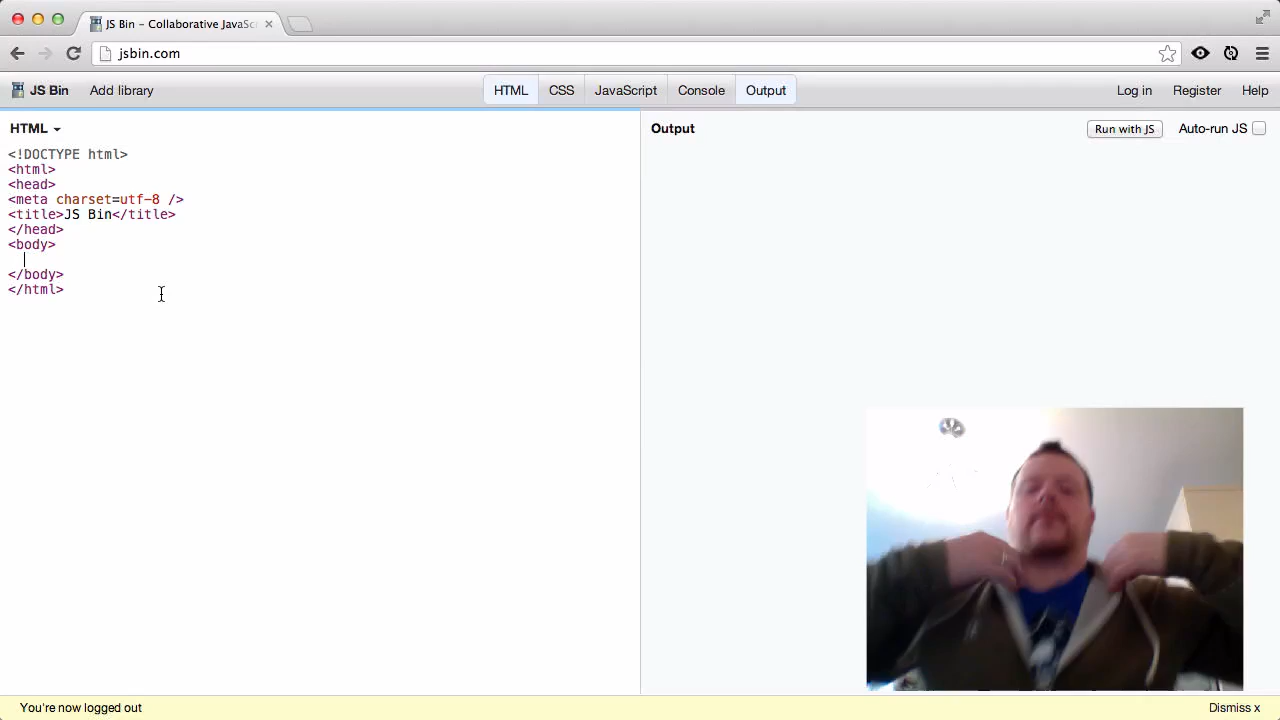 JS Bin - Collaborative JavaSc
jsbin.com
JS Bin Add library HTML CSS JavaScript Console Output Log in Register Help
HTML
<!DOCTYPE html>
<html>
<head>
<meta charset=utf-8 />
<title>JS Bin</title>
</head>
<body>
</body>
</html>
Output Run with JS Auto-run JS
You're now logged out Dismiss x